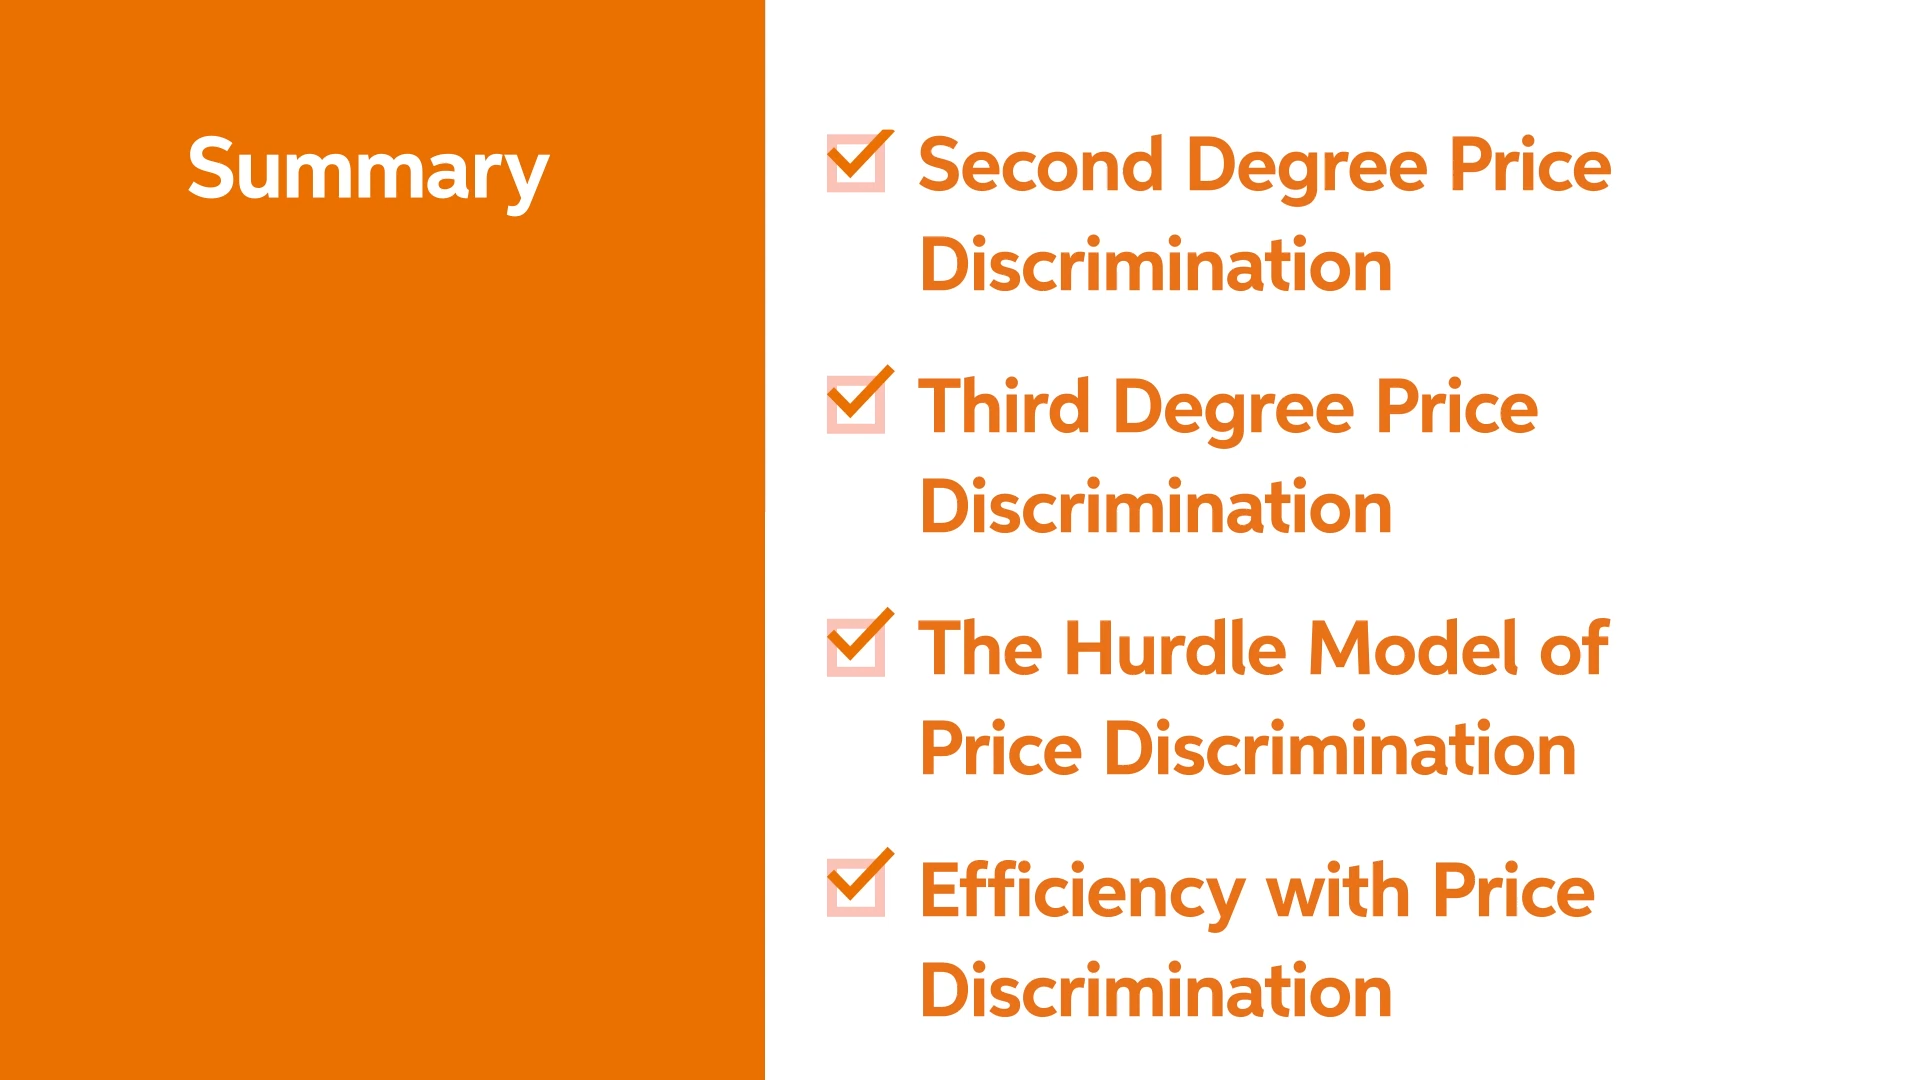 Summary
Second Degree Price
Discrimination
Third Degree Price
Discrimination
The Hurdle Model of
Price Discrimination
Efficiency with Price
Discrimination